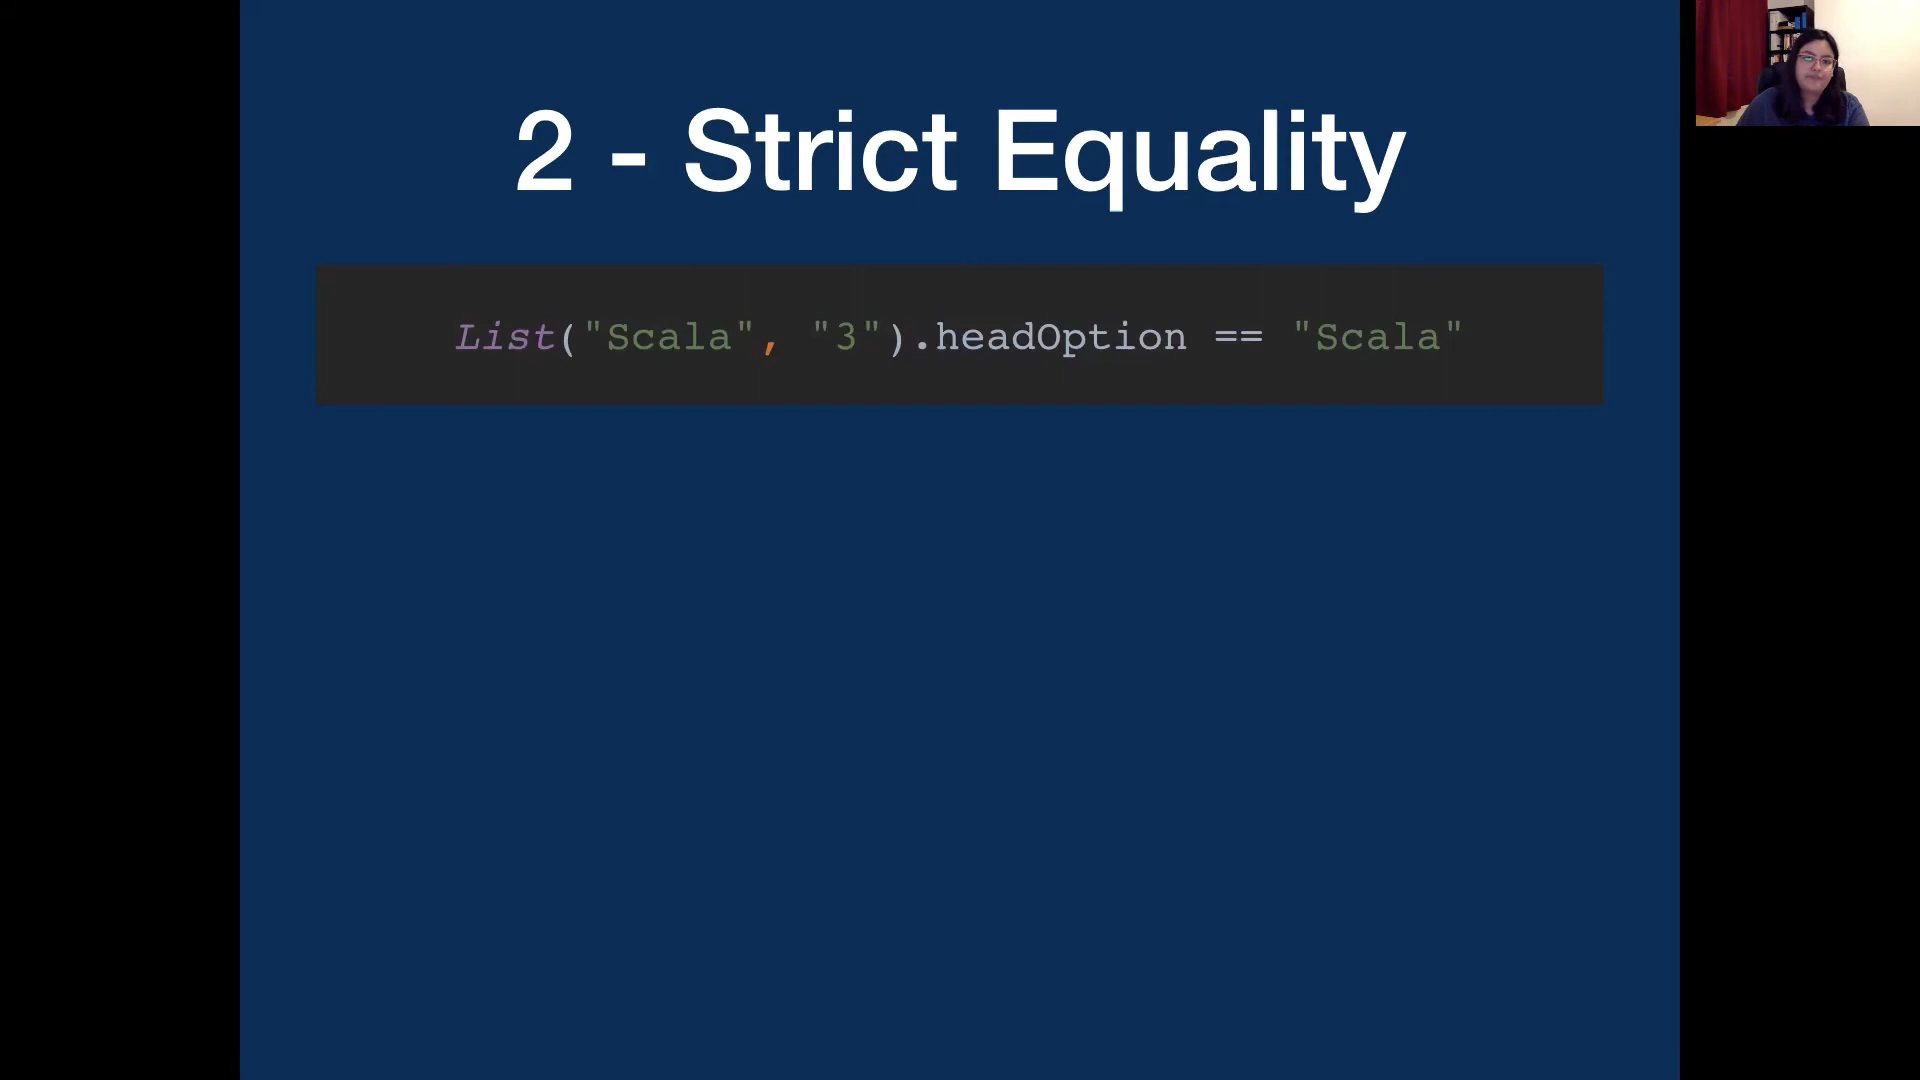 2 - Strict Equality
List("Scala", "3").headOption == "Scala"